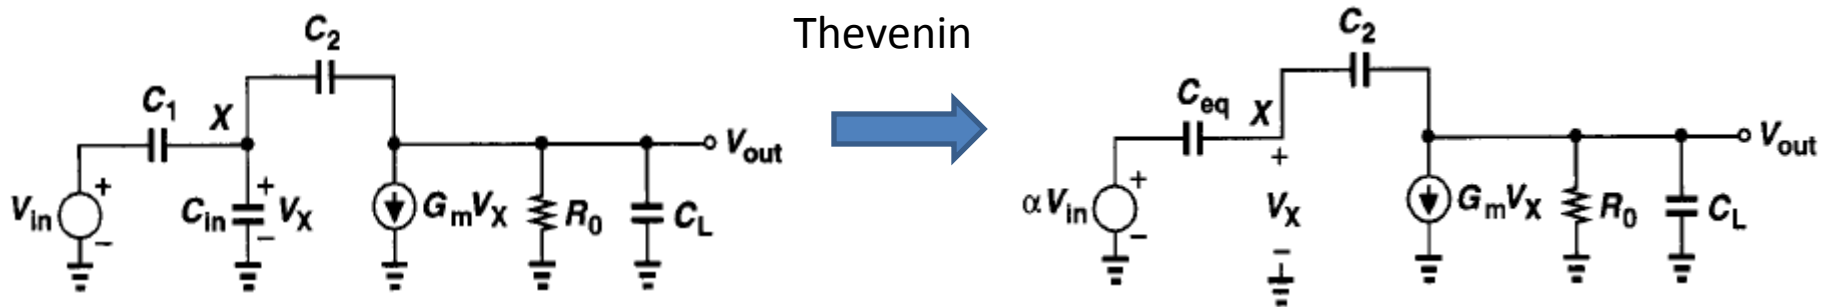 Thevenin
C2
C1
X
Vin
+
−
Cin
+
−
VX
GmVX
R0
CL
Vout
C2
Ceq
X
αVin
+
−
+
VX
−
GmVX
R0
CL
Vout